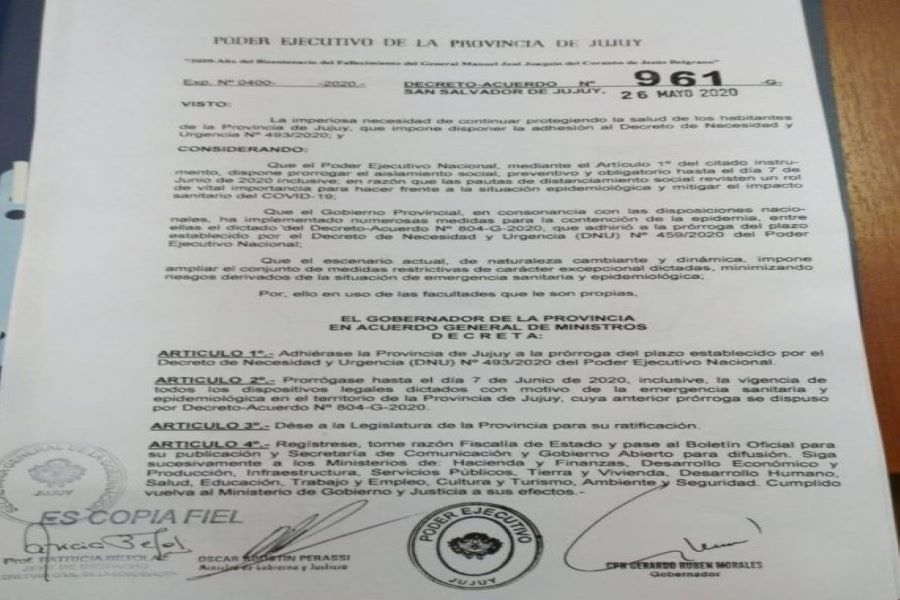 PODER EJECUTIVO DE LA PROVINCIA DE JUJUY
"2020-Año del Bicentenario del Fallecimiento del General Manuel José Joaquín del Corazón de Jesús Belgrano"
Exp. Nº 0400- -2020.- DECRETO-ACUERDO Nº 961 -G-
SAN SALVADOR DE JUJUY, 26 MAYO 2020
VISTO:
La imperiosa necesidad de continuar protegiendo la salud de los habitantes
de la Provincia de Jujuy, que impone disponer la adhesión al Decreto de Necesidad y
Urgencia Nº 493/2020; y
CONSIDERANDO:
Que el Poder Ejecutivo Nacional, mediante el Artículo 1º del citado instru-
mento, dispone prorrogar el aislamiento social, preventivo y obligatorio hasta el día 7 de
Junio de 2020 inclusive; en razón que las pautas de distanciamiento social revisten un rol
de vital importancia para hacer frente a la situación epidemiológica y mitigar el impacto
sanitario del COVID-19;
Que el Gobierno Provincial, en consonancia con las disposiciones nacio-
nales, ha implementado numerosas medidas para la contención de la epidemia, entre
ellas el dictado del Decreto-Acuerdo Nº 804-G-2020, que adhirió a la prórroga del plazo
establecido por el Decreto de Necesidad y Urgencia (DNU) Nº 459/2020 del Poder
Ejecutivo Nacional;
Que el escenario actual, de naturaleza cambiante y dinámica, impone
ampliar el conjunto de medidas restrictivas de carácter excepcional dictadas, minimizando
riesgos derivados de la situación de emergencia sanitaria y epidemiológica;
Por, ello en uso de las facultades que le son propias,
EL GOBERNADOR DE LA PROVINCIA
EN ACUERDO GENERAL DE MINISTROS
D E C R E T A :
ARTICULO 1º.- Adhiérase la Provincia de Jujuy a la prórroga del plazo establecido por el
Decreto de Necesidad y Urgencia (DNU) Nº 493/2020 del Poder Ejecutivo Nacional.
ARTICULO 2º.- Prorrógase hasta el día 7 de Junio de 2020, inclusive, la vigencia de
todos los dispositivos legales dictados con motivo de la emergencia sanitaria y
epidemiológica en el territorio de la Provincia de Jujuy, cuya anterior prórroga se dispuso
por Decreto-Acuerdo Nº 804-G-2020.
ARTICULO 3º.- Dése a la Legislatura de la Provincia para su ratificación.
ARTICULO 4º.- Regístrese, tome razón Fiscalía de Estado y pase al Boletín Oficial para
su publicación y Secretaría de Comunicación y Gobierno Abierto para difusión. Siga
sucesivamente a los Ministerios de: Hacienda y Finanzas, Desarrollo Económico y
Producción, Infraestructura, Servicios Públicos, Tierra y Vivienda, Desarrollo Humano,
Salud, Educación, Trabajo y Empleo, Cultura y Turismo, Ambiente y Seguridad. Cumplido
vuelva al Ministerio de Gobierno y Justicia a sus efectos.-
JUJUY
ES COPIA FIEL
OSCAR AGUSTIN PERASSI
Ministro de Gobierno y Justicia
PODER EJECUTIVO
JUJUY
CPN GERARDO RUBEN MORALES
Gobernador